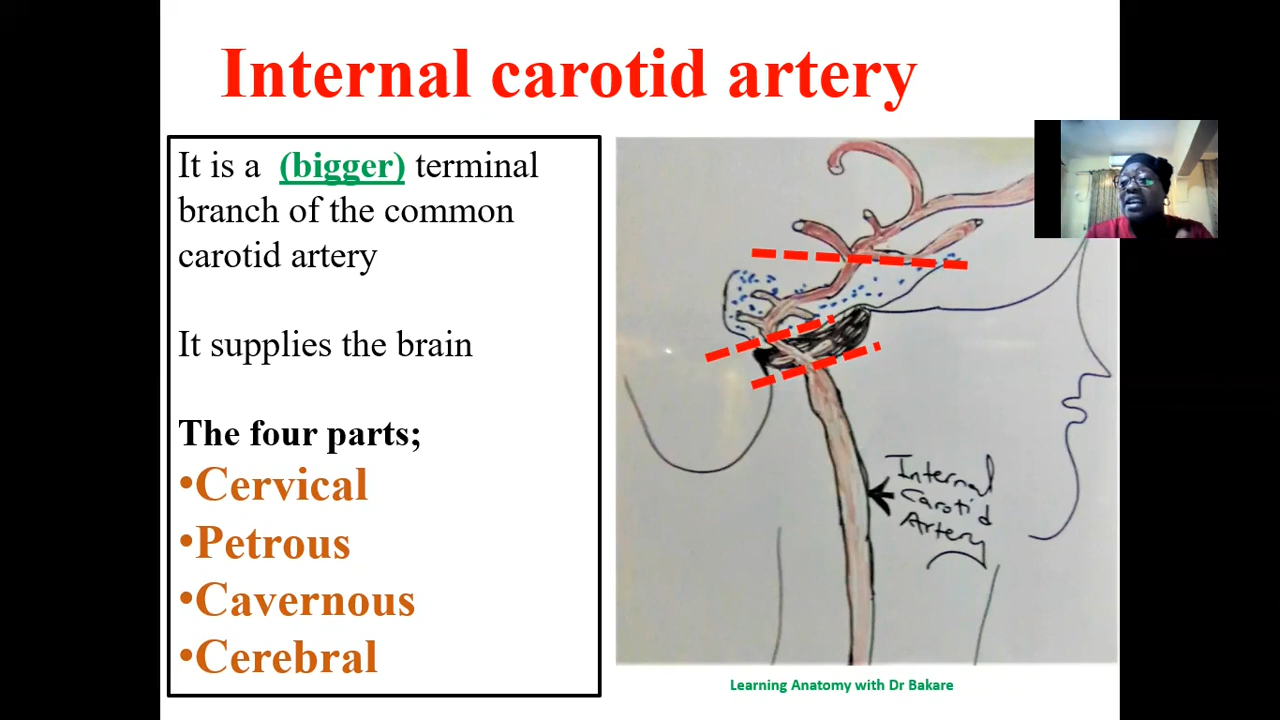 Internal carotid artery
It is a (bigger) terminal
branch of the common
carotid artery
It supplies the brain
The four parts;
•Cervical
•Petrous
•Cavernous
•Cerebral
Internal
Carotid
Artery
Learning Anatomy with Dr Bakare